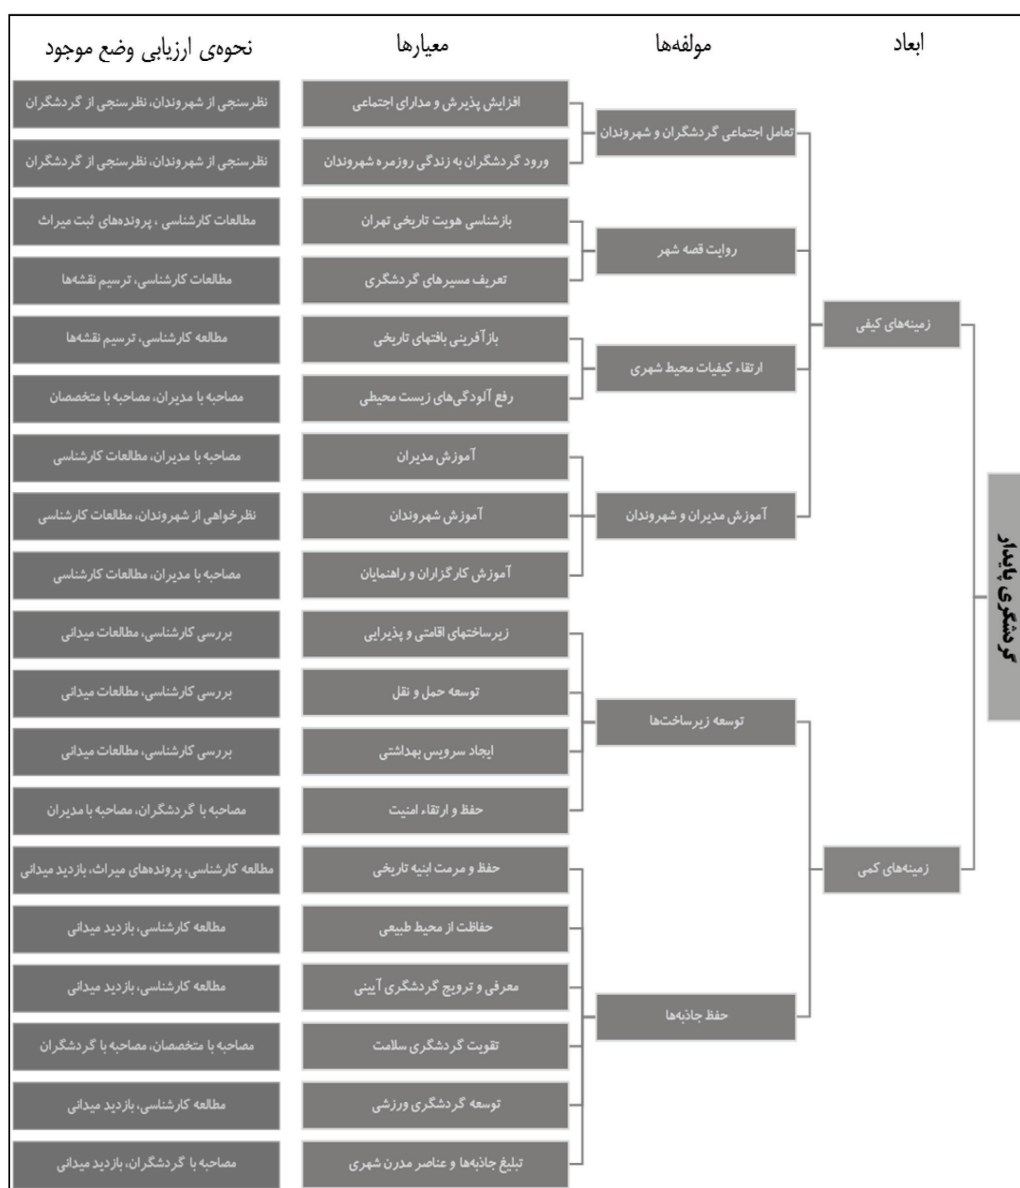 ابعاد
مولفه‌ها
معیارها
نحوه‌ی ارزیابی وضع موجود
گردشگری پایدار
زمینه‌های کیفی
تعامل اجتماعی گردشگران و شهروندان
افزایش پذیرش و مدارای اجتماعی
نظرسنجی از شهروندان، نظرسنجی از گردشگران
ورود گردشگران به زندگی روزمره شهروندان
نظرسنجی از شهروندان، نظرسنجی از گردشگران
روایت قصه شهر
بازشناسی هویت تاریخی تهران
مطالعات کارشناسی ، پرونده‌های ثبت میراث
تعریف مسیرهای گردشگری
مطالعات کارشناسی، ترسیم نقشه‌ها
ارتقاء کیفیات محیط شهری
بازآفرینی بافتهای تاریخی
مطالعه کارشناسی، ترسیم نقشه‌ها
رفع آلودگی‌های زیست محیطی
مصاحبه با مدیران، مصاحبه با متخصصان
آموزش مدیران و شهروندان
آموزش مدیران
مصاحبه با مدیران، مطالعات کارشناسی
آموزش شهروندان
نظرخواهی از شهروندان، مطالعات کارشناسی
آموزش کارگزاران و راهنمایان
مصاحبه با مدیران، مطالعات کارشناسی
زمینه‌های کمی
توسعه زیرساخت‌ها
زیرساختهای اقامتی و پذیرایی
بررسی کارشناسی، مطالعات میدانی
توسعه حمل و نقل
بررسی کارشناسی، مطالعات میدانی
ایجاد سرویس بهداشتی
بررسی کارشناسی، مطالعات میدانی
حفظ و ارتقاء امنیت
مصاحبه با گردشگران، مصاحبه با مدیران
حفظ جاذبه‌ها
حفظ و مرمت ابنیه تاریخی
مطالعه کارشناسی، پرونده‌های میراث، بازدید میدانی
حفاظت از محیط طبیعی
مطالعه کارشناسی، بازدید میدانی
معرفی و ترویج گردشگری آیینی
مطالعه کارشناسی، بازدید میدانی
تقویت گردشگری سلامت
مصاحبه با متخصصان، مصاحبه با گردشگران
توسعه گردشگری ورزشی
مطالعه کارشناسی، بازدید میدانی
تبلیغ جاذبه‌ها و عناصر مدرن شهری
مصاحبه با گردشگران، بازدید میدانی